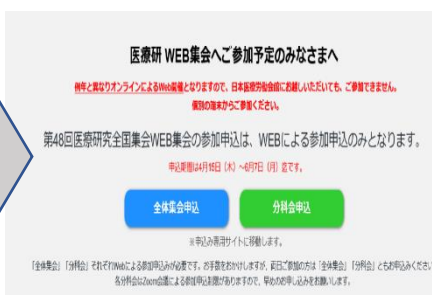 医療研 WEB集会へご参加予定のみなさまへ
例年と異なりオンラインによるWeb開催となりますので、日本医療労働会館にお越しいただいても、ご参加できません。
個別の端末からご参加ください。
第48回医療研究全国集会WEB集会の参加申込は、WEBによる参加申込のみとなります。
申込期間は4月15日（木）～6月7日（月）迄です。
全体集会申込 分科会申込
※申込み専用サイトに移動します。
「全体集会」「分科会」それぞれWebによる参加申込みが必要です。お手数をおかけしますが、両日ご参加の方は「全体集会」「分科会」ともお申込みください
各分科会はZoom会議による参加申込制限がありますので、早めのお申し込みをお願いします。